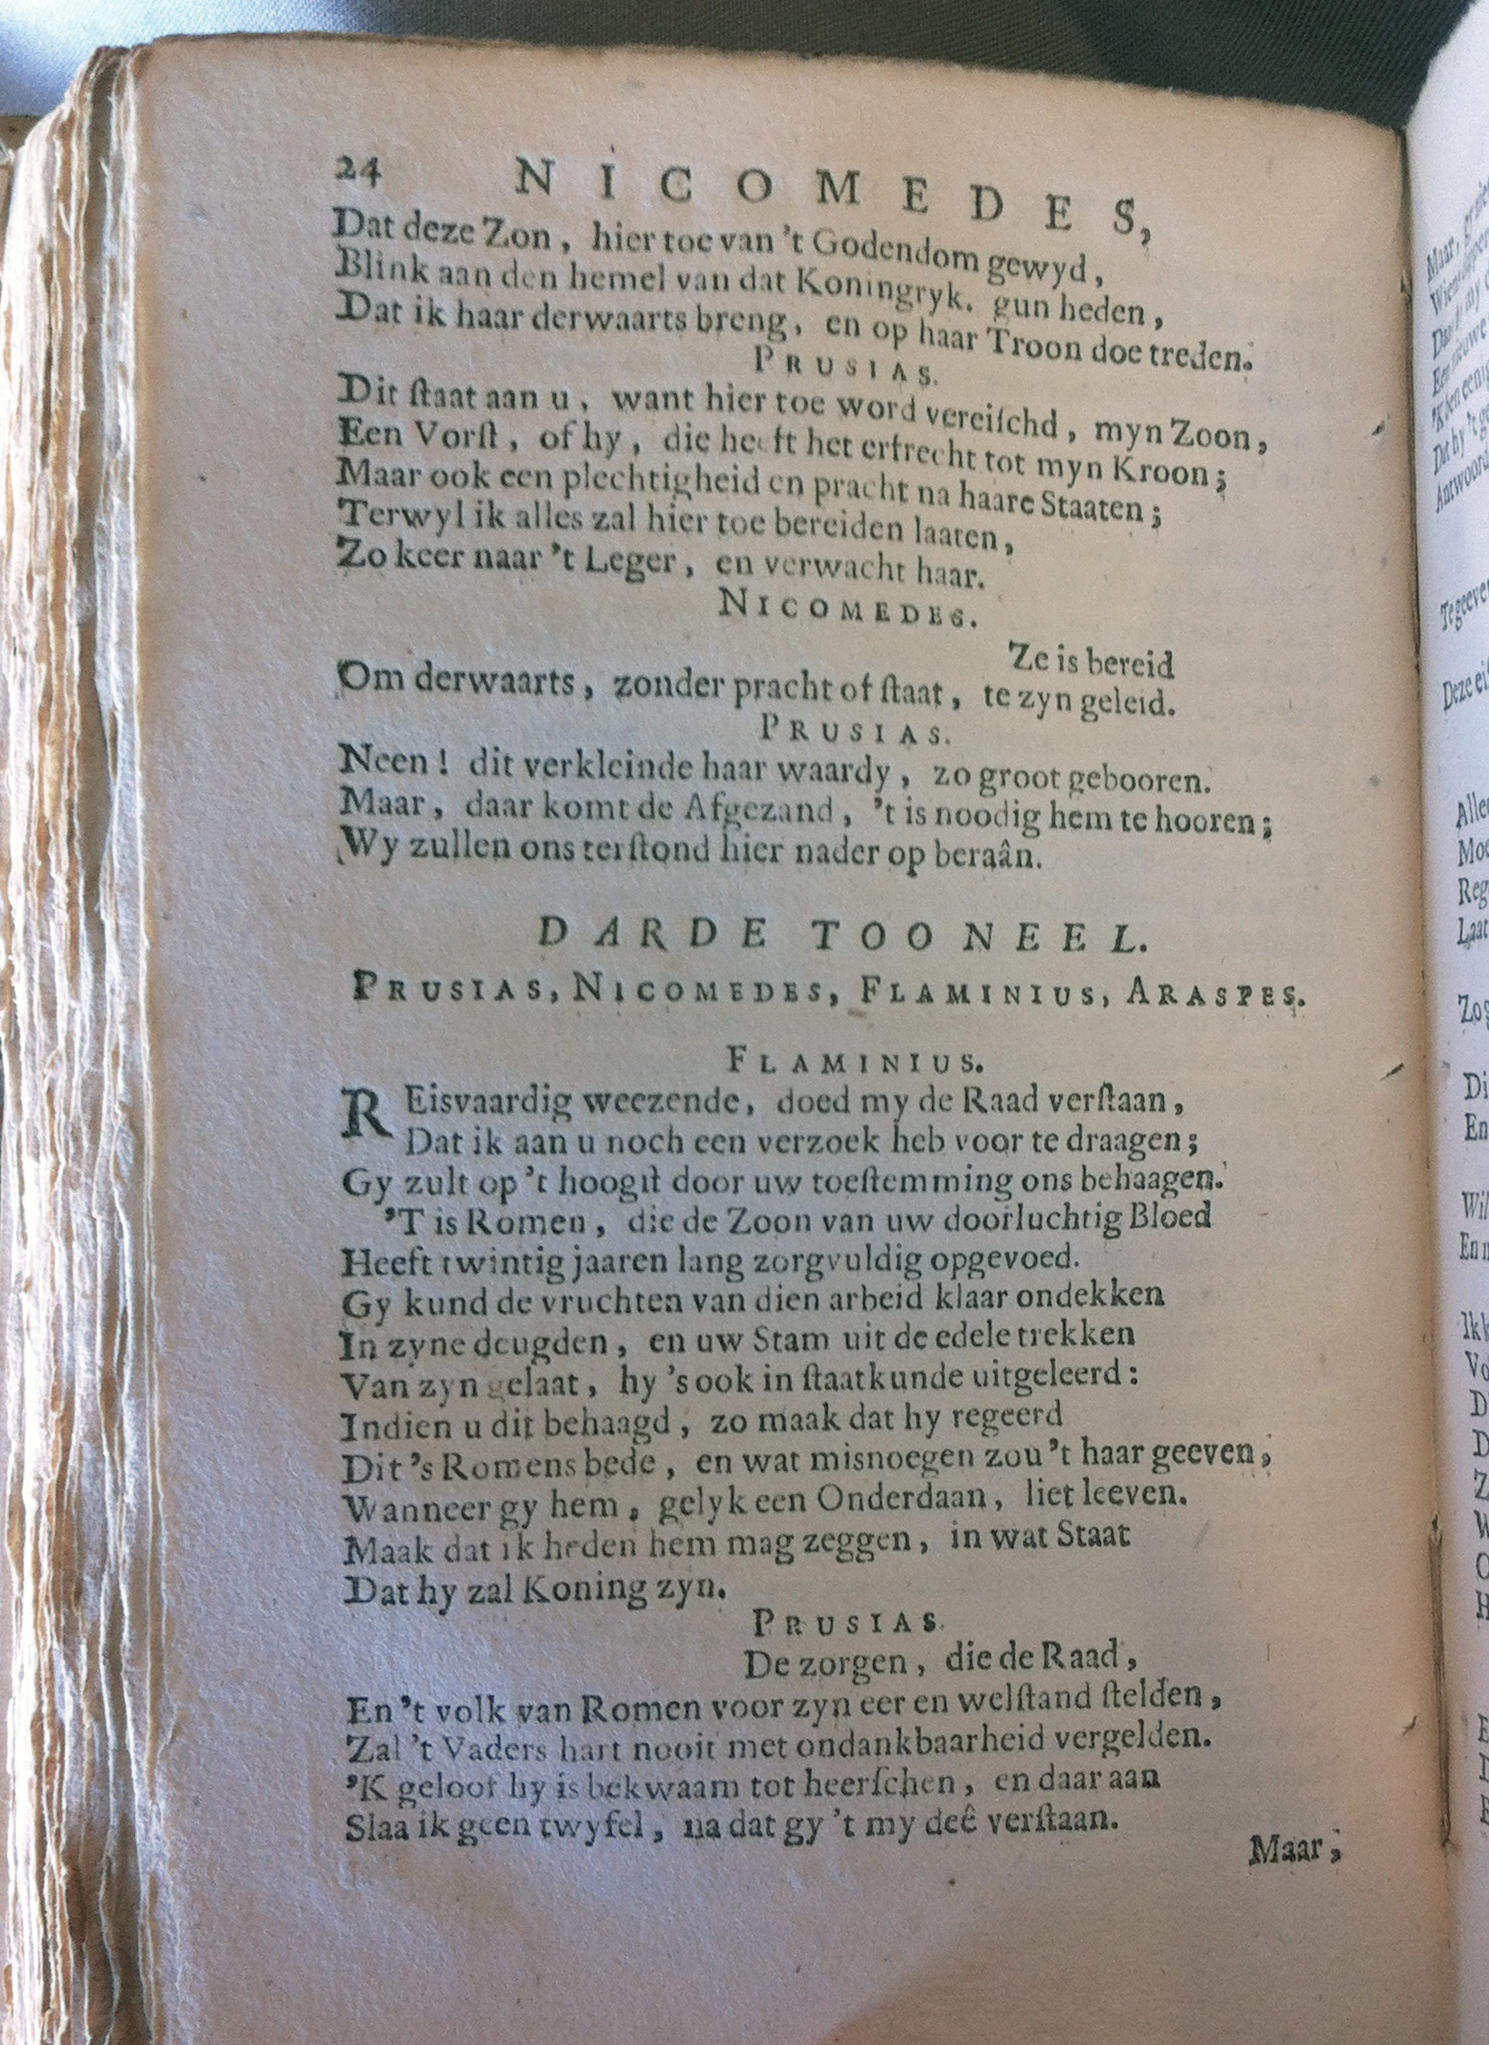 24 NICOMEDES,
Dat deze Zon, hier toe van 't Godendom gewyd,
Blink aan den hemel van dat Koningryk. gun heden,
Dat ik haar derwaarts breng, en op haar Troon doe treden.
PRUSIAS.
Dit ſtaat aan u, want hier toe word vereiſchd, myn Zoon,
Een Vorſt, of hy, die heeft het erfrecht tot myn Kroon;
Maar ook een plechtigheid en pracht na haare Staaten;
Terwyl ik alles zal hier toe bereiden laaten,
Zo keer naar 't Leger, en verwacht haar.
NICOMEDES.
Ze is bereid
Om derwaarts, zonder pracht of ſtaat, te zyn geleid.
PRUSIAS.
Neen! dit verkleinde haar waardy, zo groot gebooren.
Maar, daar komt de Afgezand, 't is noodig hem te hooren;
Wy zullen ons terſtond hier nader op beraân.
DARDE TOONEEL.
PRUSIAS, NICOMEDES, FLAMINIUS, ARASPES.
FLAMINIUS.
REisvaardig weezende, doed my de Raad verſtaan,
Dat ik aan u noch een verzoek heb voor te draagen;
Gy zult op 't hoogſt door uw toeſtemming ons behaagen.
'T is Romen, die de Zoon van uw doorluchtig Bloed
Heeft twintig jaaren lang zorgvuldig opgevoed.
Gy kund de vruchten van dien arbeid klaar ondekken
In zyne deugden, en uw Stam uit de edele trekken
Van zyn gelaat, hy 's ook in ſtaatkunde uitgeleerd:
Indien u dit behaagd, zo maak dat hy regeerd
Dit 's Romens bede, en wat misnoegen zou 't haar geeven,
Wanneer gy hem, gelyk een Onderdaan, liet leeven.
Maak dat ik heden hem mag zeggen, in wat Staat
Dat hy zal Koning zyn.
PRUSIAS.
De zorgen, die de Raad,
En 't volk van Romen voor zyn eer en welſtand ſtelden,
Zal 't Vaders hart nooit met ondankbaarheid vergelden.
'K geloof hy is bekwaam tot heerſchen, en daar aan
Slaa ik geen twyfel, na dat gy 't my deê verſtaan.
Maar,